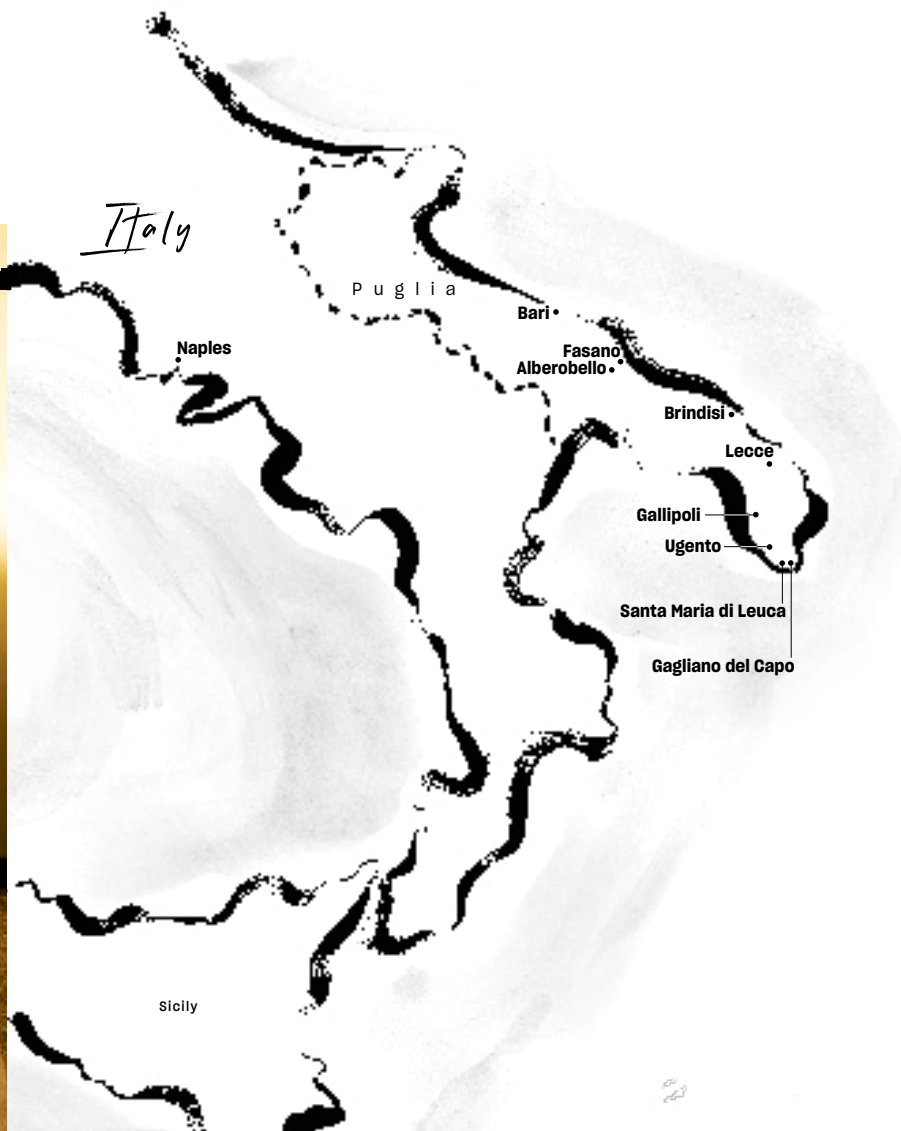 Italy
Puglia
Bari
Naples
Fasano
Alberobello
Brindisi
Lecce
Gallipoli
Ugento
Santa Maria di Leuca
Gagliano del Capo
Sicily